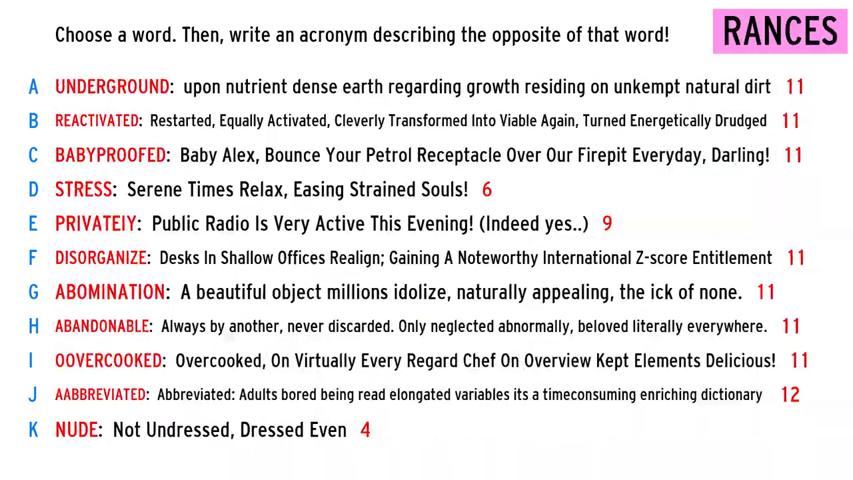 Choose a word. Then, write an acronym describing the opposite of that word!
RANCES
A UNDERGROUND: upon nutrient dense earth regarding growth residing on unkempt natural dirt 11
B REACTIVATED: Restarted, Equally Activated, Cleverly Transformed Into Viable Again, Turned Energetically Drudged 11
C BABYPROOFED: Baby Alex, Bounce Your Petrol Receptacle Over Our Firepit Everyday, Darling! 11
D STRESS: Serene Times Relax, Easing Strained Souls! 6
E PRIVATEIY: Public Radio Is Very Active This Evening! (Indeed yes..) 9
F DISORGANIZE: Desks In Shallow Offices Realign; Gaining A Noteworthy International Z-score Entitlement 11
G ABOMINATION: A beautiful object millions idolize, naturally appealing, the ick of none. 11
H ABANDONABLE: Always by another, never discarded. Only neglected abnormally, beloved literally everywhere. 11
I OOVERCOOKED: Overcooked, On Virtually Every Regard Chef On Overview Kept Elements Delicious! 11
J AABBREVIATED: Abbreviated: Adults bored being read elongated variables its a timeconsuming enriching dictionary 12
K NUDE: Not Undressed, Dressed Even 4